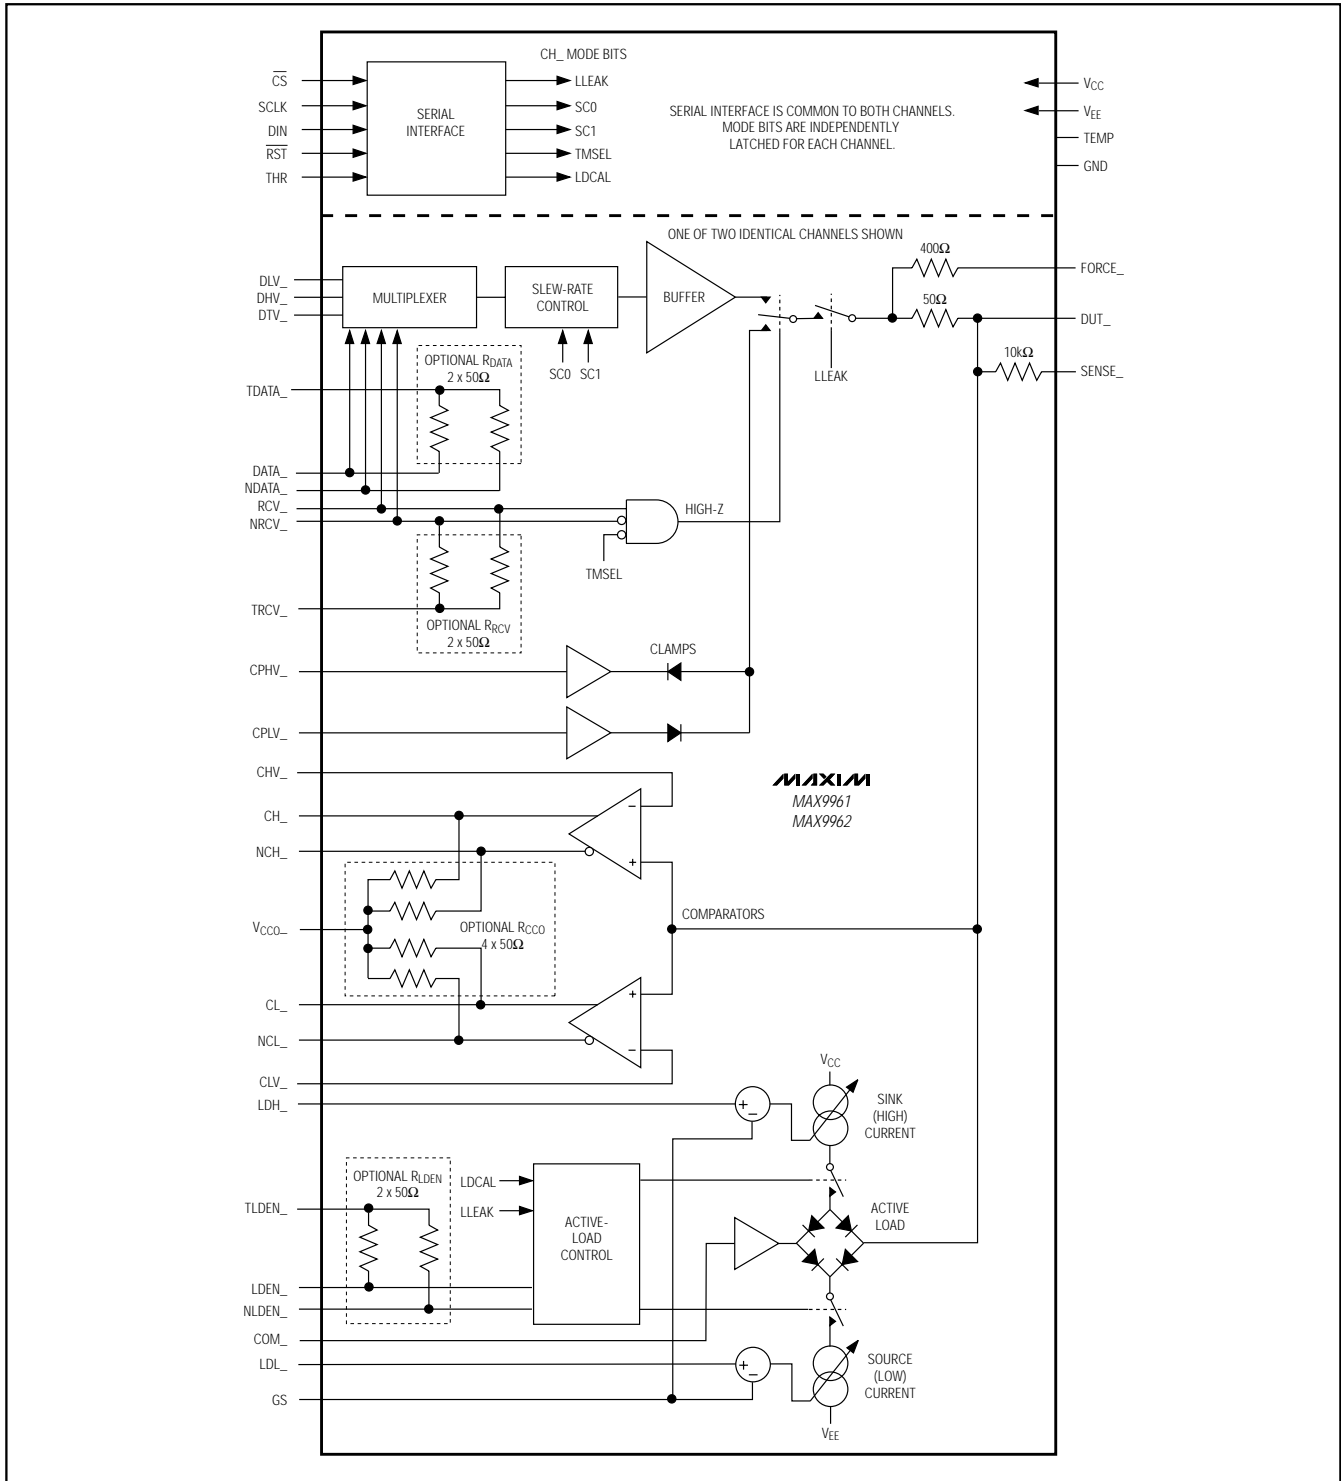 CH_ MODE BITS
CS
SCLK
DIN
RST
THR
SERIAL
INTERFACE
LLEAK
SC0
SC1
TMSEL
LDCAL
SERIAL INTERFACE IS COMMON TO BOTH CHANNELS.
MODE BITS ARE INDEPENDENTLY
LATCHED FOR EACH CHANNEL.
VCC
VEE
TEMP
GND
ONE OF TWO IDENTICAL CHANNELS SHOWN
DLV_
DHV_
DTV_
MULTIPLEXER
SLEW-RATE
CONTROL
BUFFER
SC0 SC1
LLEAK
400Ω
50Ω
10kΩ
FORCE_
DUT_
SENSE_
OPTIONAL RDATA
2 x 50Ω
TDATA_
DATA_
NDATA_
RCV_
NRCV_
HIGH-Z
TMSEL
TRCV_
OPTIONAL RRCV
2 x 50Ω
CPHV_
CLAMPS
CPLV_
CHV_
CH_
NCH_
MAXIM
MAX9961
MAX9962
VCCO_
OPTIONAL RCCO
4 x 50Ω
COMPARATORS
CL_
NCL_
CLV_
LDH_
VCC
SINK
(HIGH)
CURRENT
OPTIONAL RLDEN
2 x 50Ω
TLDEN_
LDCAL
LLEAK
ACTIVE-
LOAD
CONTROL
ACTIVE
LOAD
LDEN_
NLDEN_
COM_
LDL_
GS
SOURCE
(LOW)
CURRENT
VEE